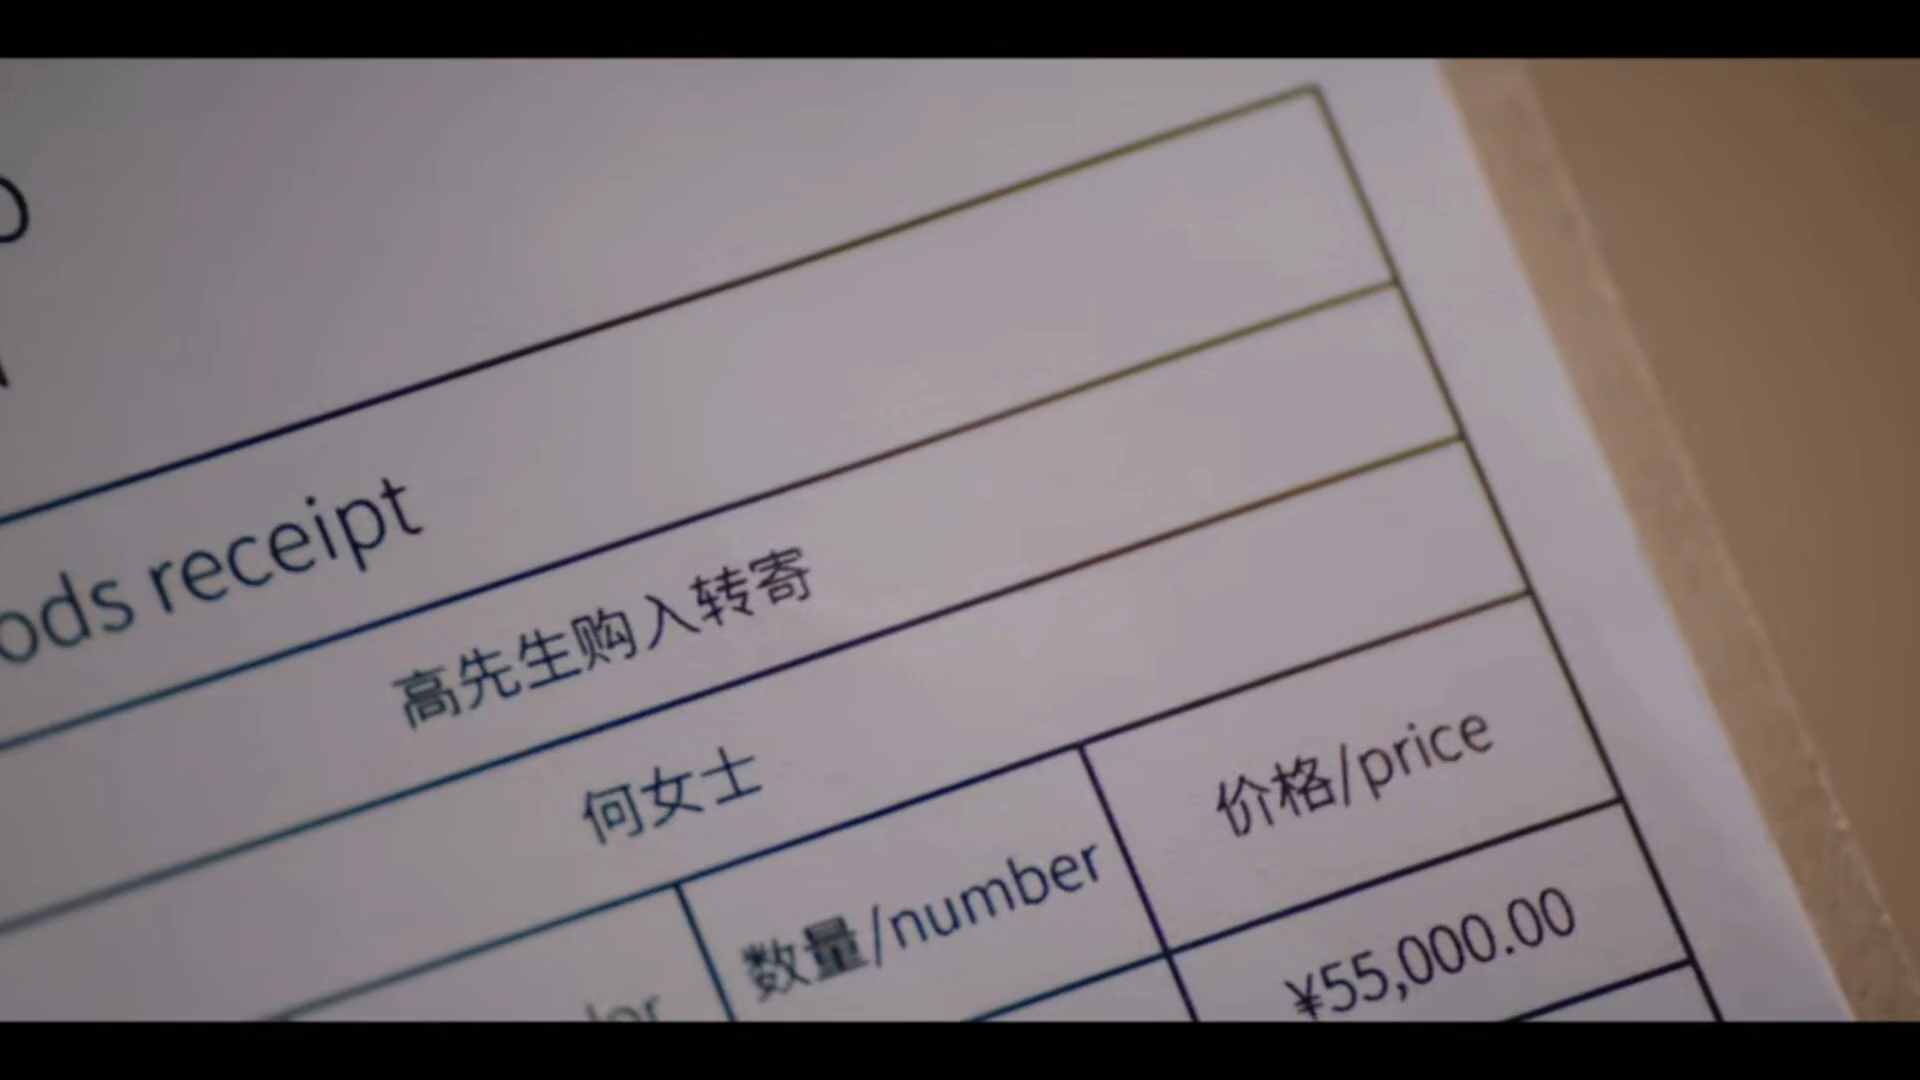 ods receipt
高先生购入转寄
何女士
数量/number
价格/price
¥55,000.00